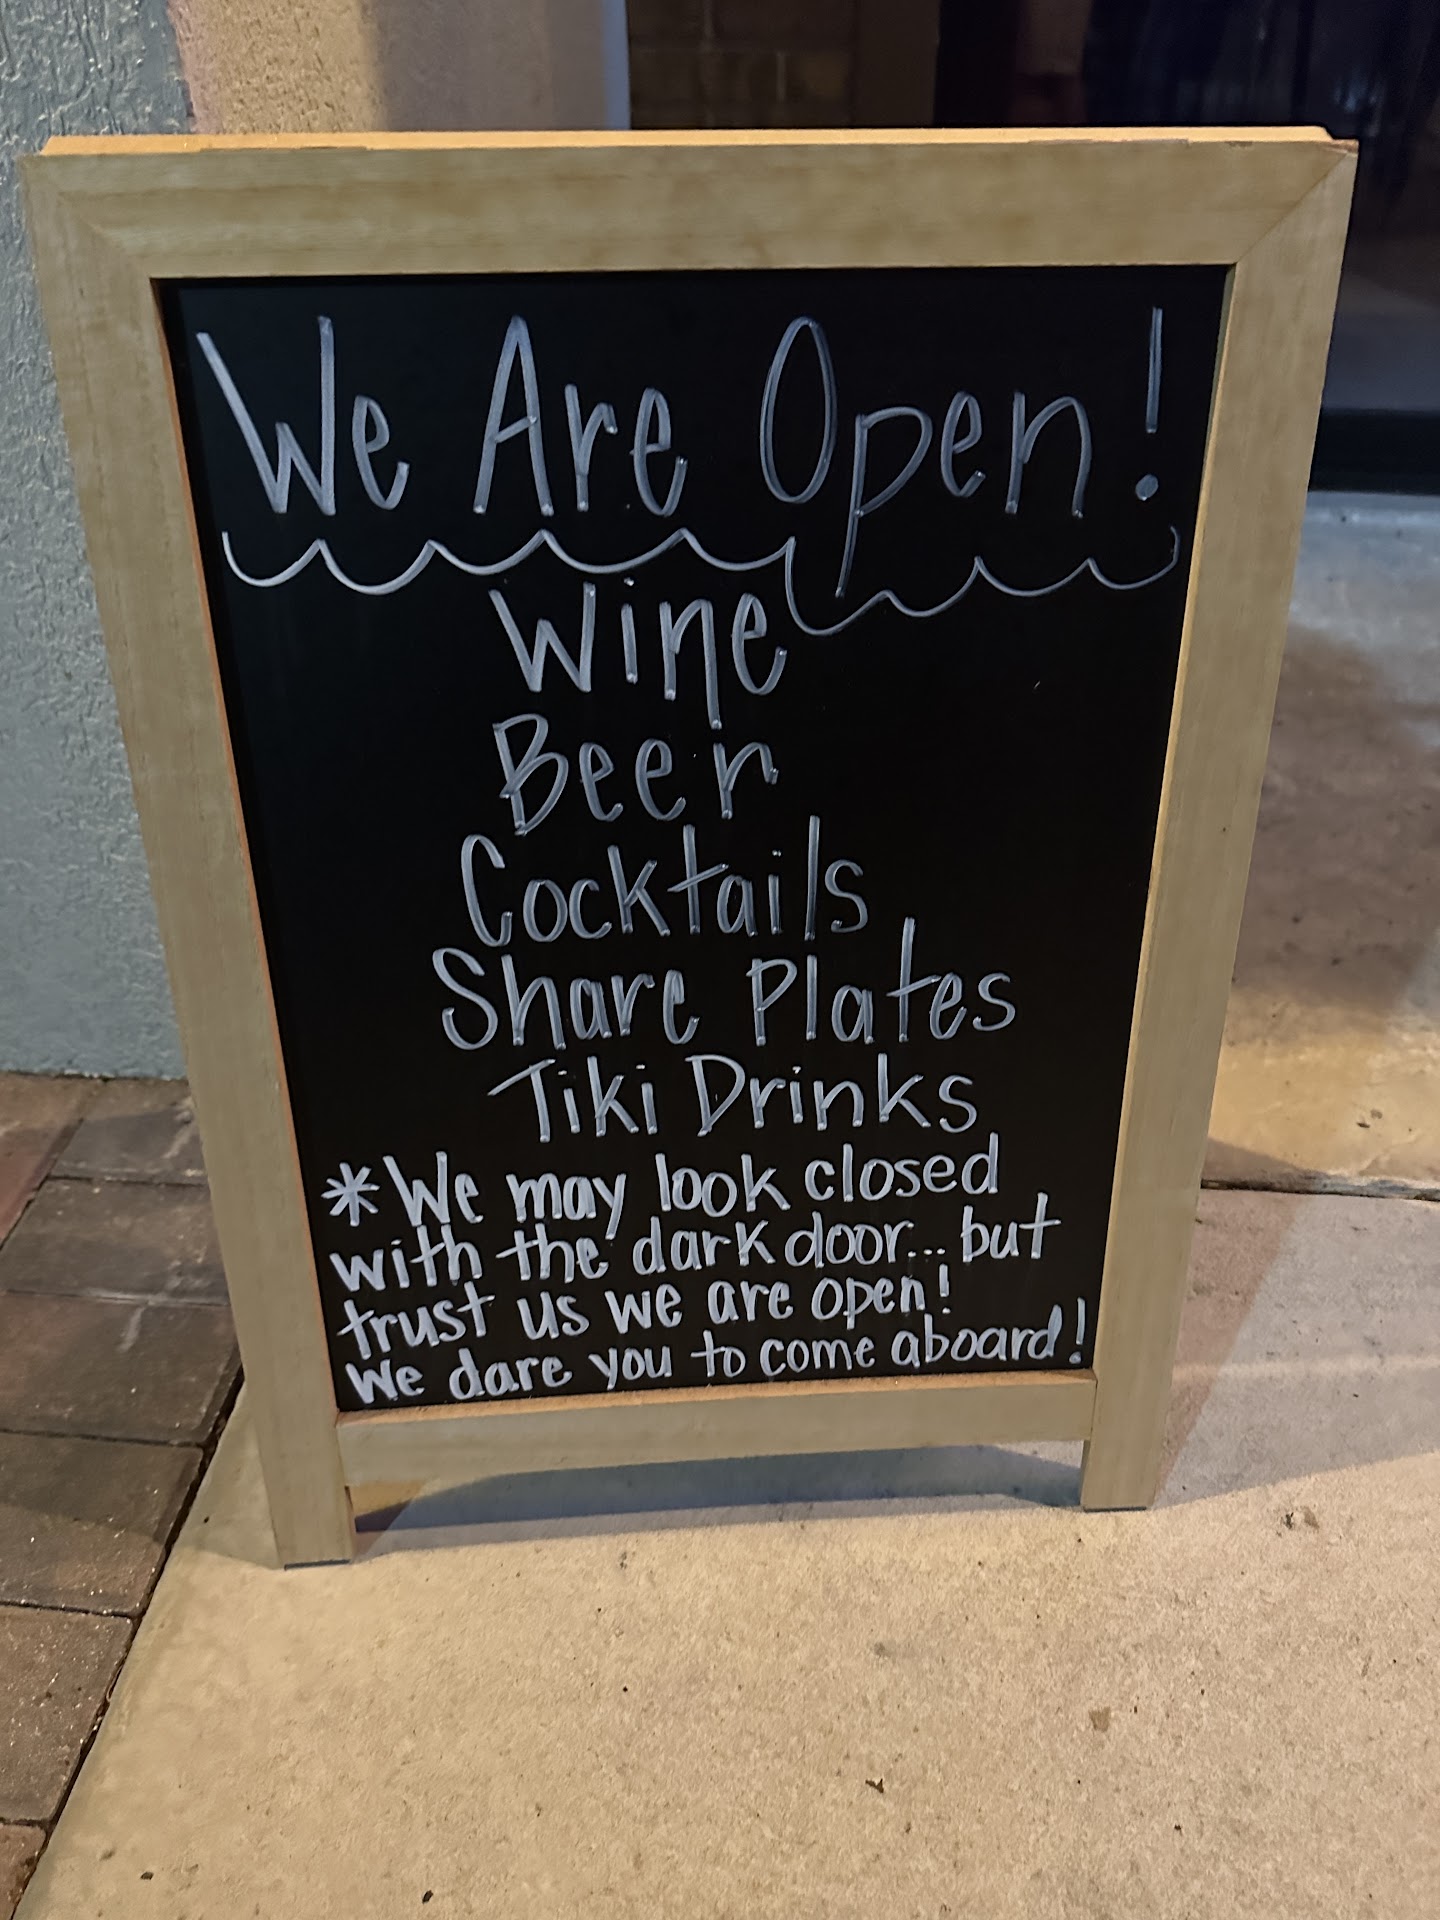 We Are Open!
Wine
Beer
Cocktails
Share Plates
Tiki Drinks
*We may look closed
with the dark door... but
trust us we are open!
We dare you to come aboard!